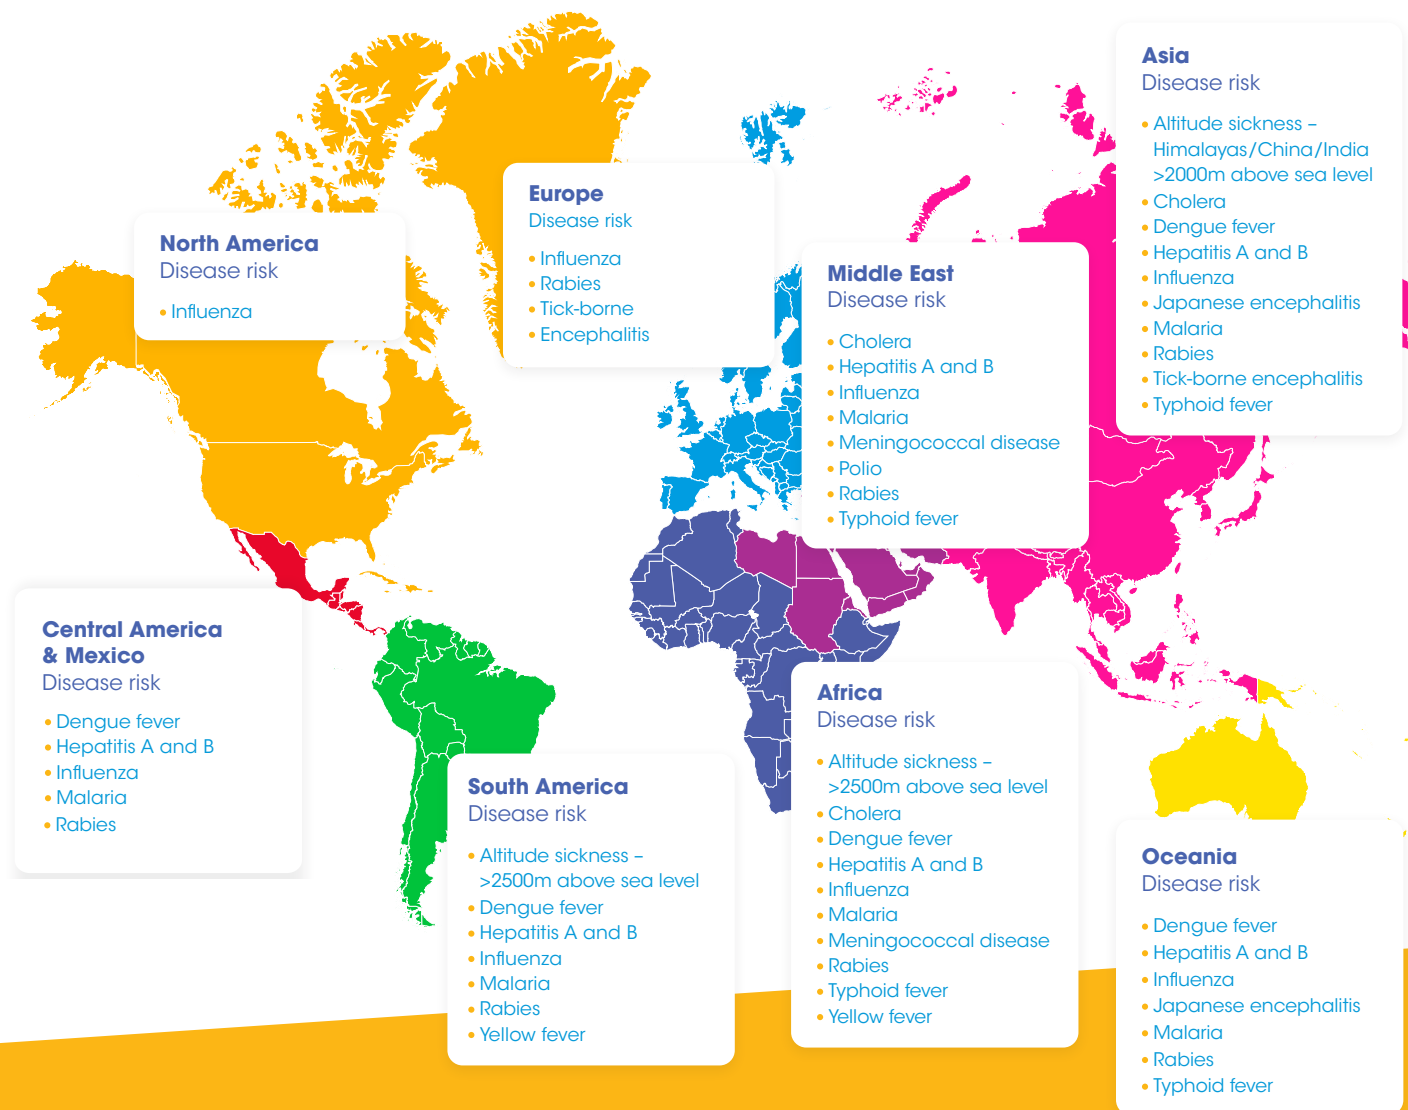 North America
Disease risk
• Influenza
Europe
Disease risk
• Influenza
• Rabies
• Tick-borne
• Encephalitis
Middle East
Disease risk
• Cholera
• Hepatitis A and B
• Influenza
• Malaria
• Meningococcal disease
• Polio
• Rabies
• Typhoid fever
Asia
Disease risk
• Altitude sickness –
Himalayas/China/India
>2000m above sea level
• Cholera
• Dengue fever
• Hepatitis A and B
• Influenza
• Japanese encephalitis
• Malaria
• Rabies
• Tick-borne encephalitis
• Typhoid fever
Central America
& Mexico
Disease risk
• Dengue fever
• Hepatitis A and B
• Influenza
• Malaria
• Rabies
South America
Disease risk
• Altitude sickness –
>2500m above sea level
• Dengue fever
• Hepatitis A and B
• Influenza
• Malaria
• Rabies
• Yellow fever
Africa
Disease risk
• Altitude sickness –
>2500m above sea level
• Cholera
• Dengue fever
• Hepatitis A and B
• Influenza
• Malaria
• Meningococcal disease
• Rabies
• Typhoid fever
• Yellow fever
Oceania
Disease risk
• Dengue fever
• Hepatitis A and B
• Influenza
• Japanese encephalitis
• Malaria
• Rabies
• Typhoid fever